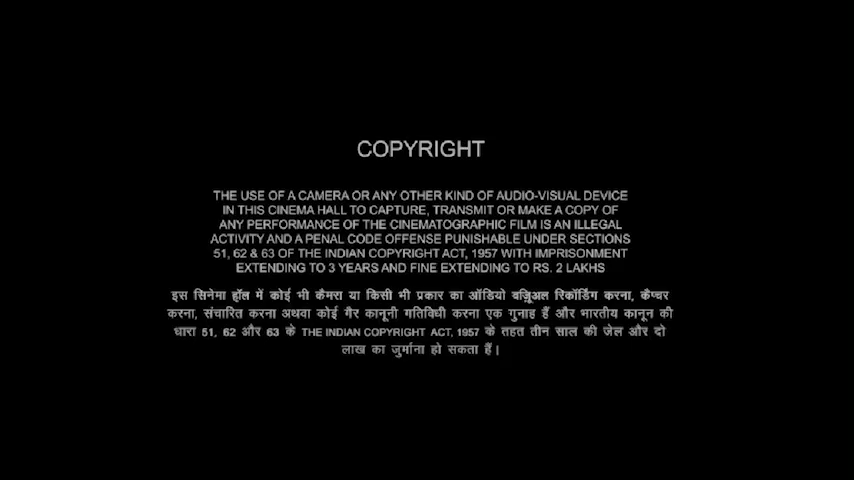 COPYRIGHT
THE USE OF A CAMERA OR ANY OTHER KIND OF AUDIO-VISUAL DEVICE
IN THIS CINEMA HALL TO CAPTURE, TRANSMIT OR MAKE A COPY OF
ANY PERFORMANCE OF THE CINEMATOGRAPHIC FILM IS AN ILLEGAL
ACTIVITY AND A PENAL CODE OFFENSE PUNISHABLE UNDER SECTIONS
51, 62 & 63 OF THE INDIAN COPYRIGHT ACT, 1957 WITH IMPRISONMENT
EXTENDING TO 3 YEARS AND FINE EXTENDING TO RS. 2 LAKHS
इस सिनेमा हॉल में कोई भी कैमरा या किसी भी प्रकार का ऑडियो वज़िुअल रिकॉर्डिंग करना, कैप्चर
करना, संचारित करना अथवा कोई गैर कानूनी गतिविधी करना एक गुनाह हैं और भारतीय कानून की
धारा 51, 62 और 63 के THE INDIAN COPYRIGHT ACT, 1957 के तहत तीन साल की जेल और दो
लाख का जुर्माना हो सकता हैं।